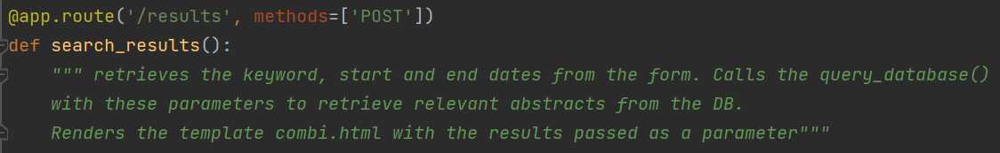 @app.route('/results', methods=['POST'])
def search_results():
    """ retrieves the keyword, start and end dates from the form. Calls the query_database()
    with these parameters to retrieve relevant abstracts from the DB.
    Renders the template combi.html with the results passed as a parameter"""